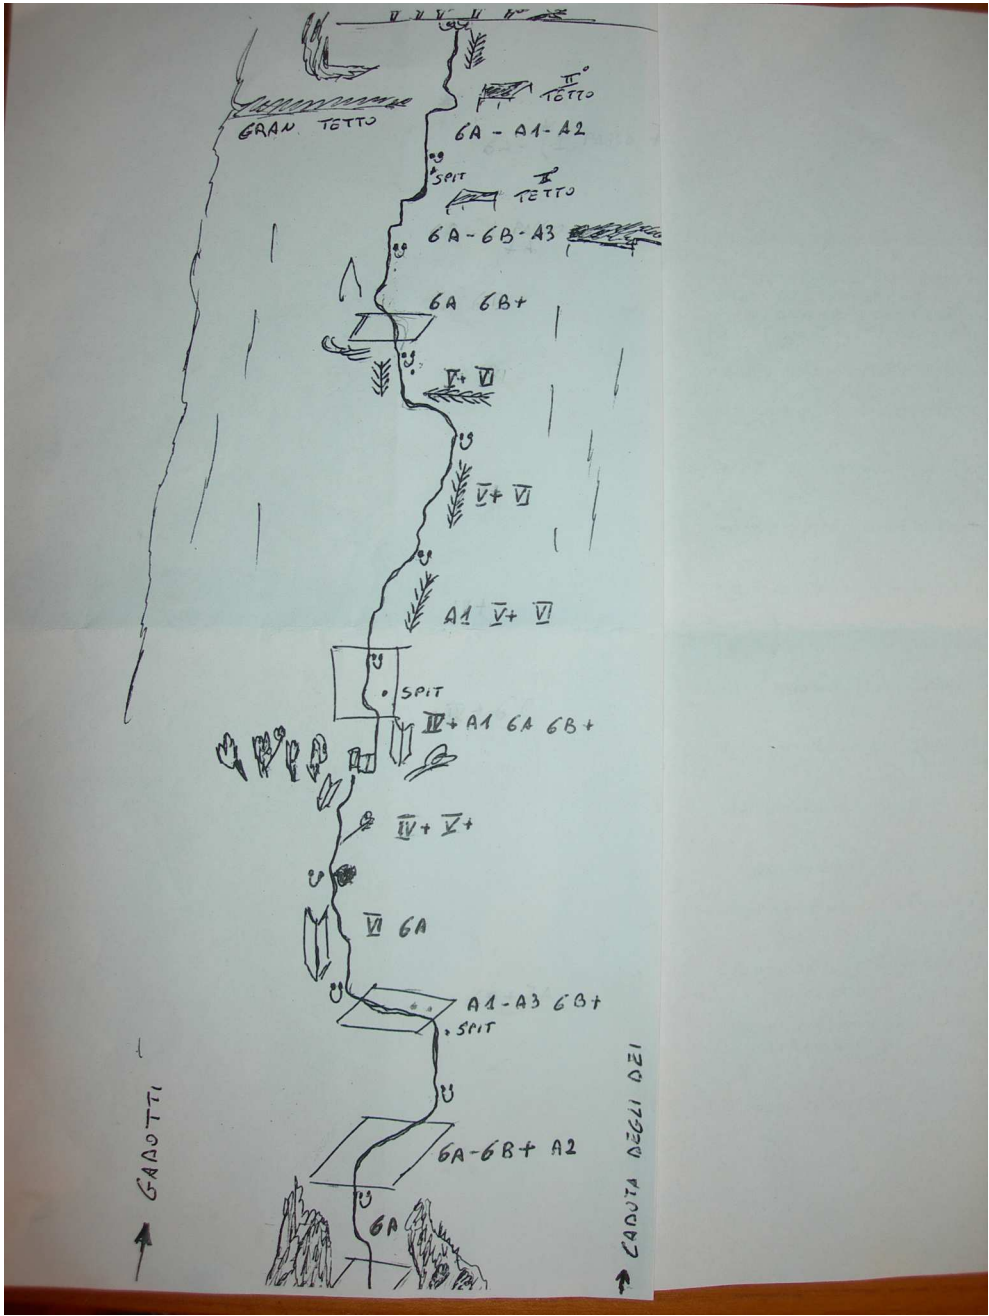 II° TETTO
GRAN TETTO
6A - A1 - A2
SPIT
TETTO
6A - 6B - A3
6A 6B+
V+ VI
V+ VI
A1 V+ VI
SPIT
IV+ A1 6A 6B+
IV+ V+
VI 6A
A1-A3 6B+
SPIT
GADOTTI
CADUTA DEGLI DEI
6A-6B+ A2
6A